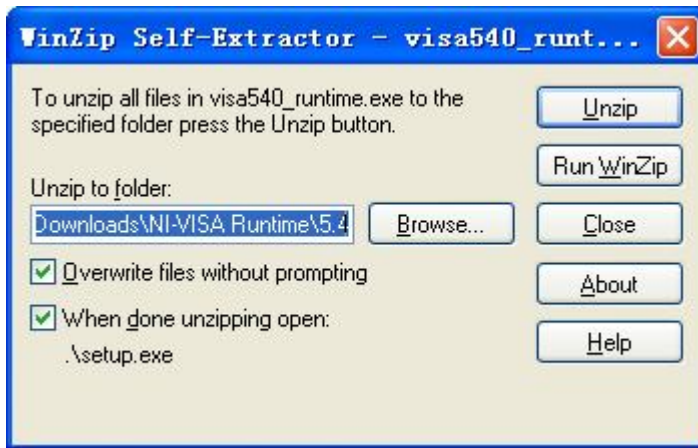 WinZip Self-Extractor - visa540_runt...
To unzip all files in visa540_runtime.exe to the
specified folder press the Unzip button.
Unzip
Run WinZip
Unzip to folder:
Downloads\NI-VISA Runtime\5.4
Browse...
Close
Overwrite files without prompting
About
When done unzipping open:
.\setup.exe
Help